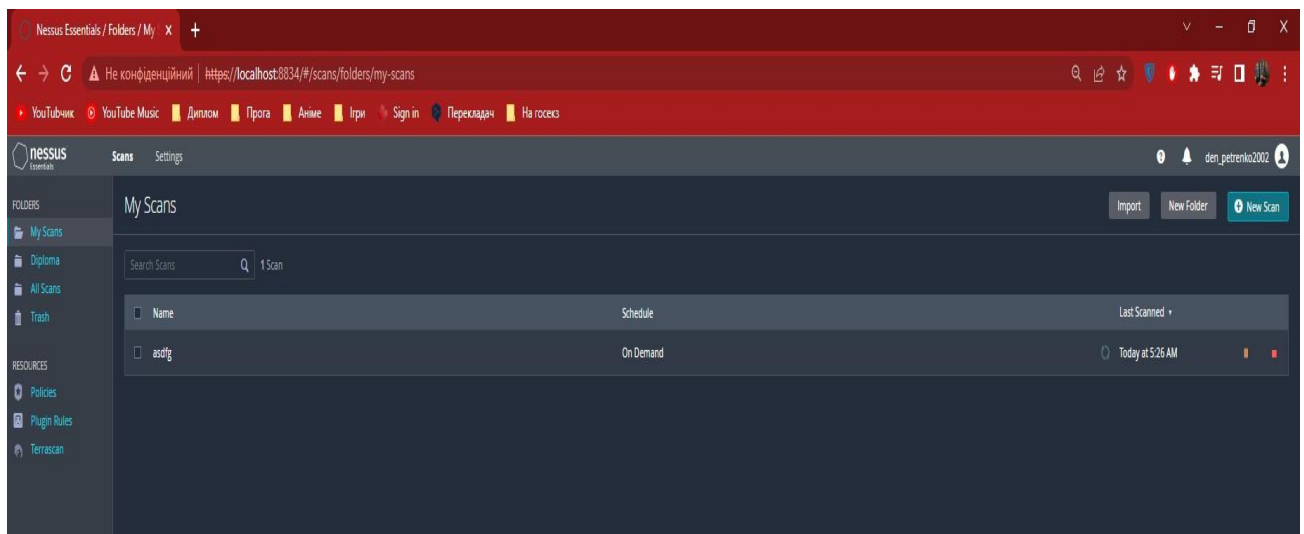 Nessus Essentials / Folders / My
Не конфіденційний | https://localhost:8834/#/scans/folders/my-scans
YouTubчик YouTube Music Диплом Прога Аніме Ігри Sign in Перекладач На госекз
nessus Essentials Scans Settings den_petrenko2002
FOLDERS My Scans Import New Folder New Scan
My Scans
Diploma Search Scans 1 Scan
All Scans
Trash Name Schedule Last Scanned
asdfg On Demand Today at 5:26 AM
RESOURCES
Policies
Plugin Rules
Terrascan